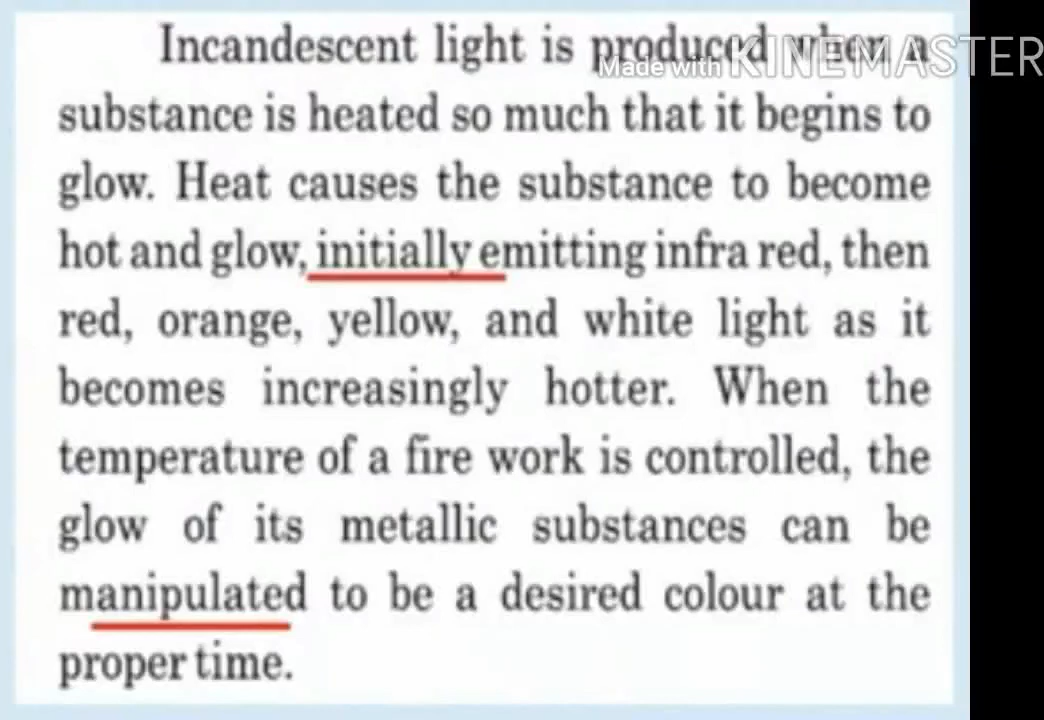 Incandescent light is produced when a
Made with KINEMASTER
substance is heated so much that it begins to
glow. Heat causes the substance to become
hot and glow, initially emitting infra red, then
red, orange, yellow, and white light as it
becomes increasingly hotter. When the
temperature of a fire work is controlled, the
glow of its metallic substances can be
manipulated to be a desired colour at the
proper time.